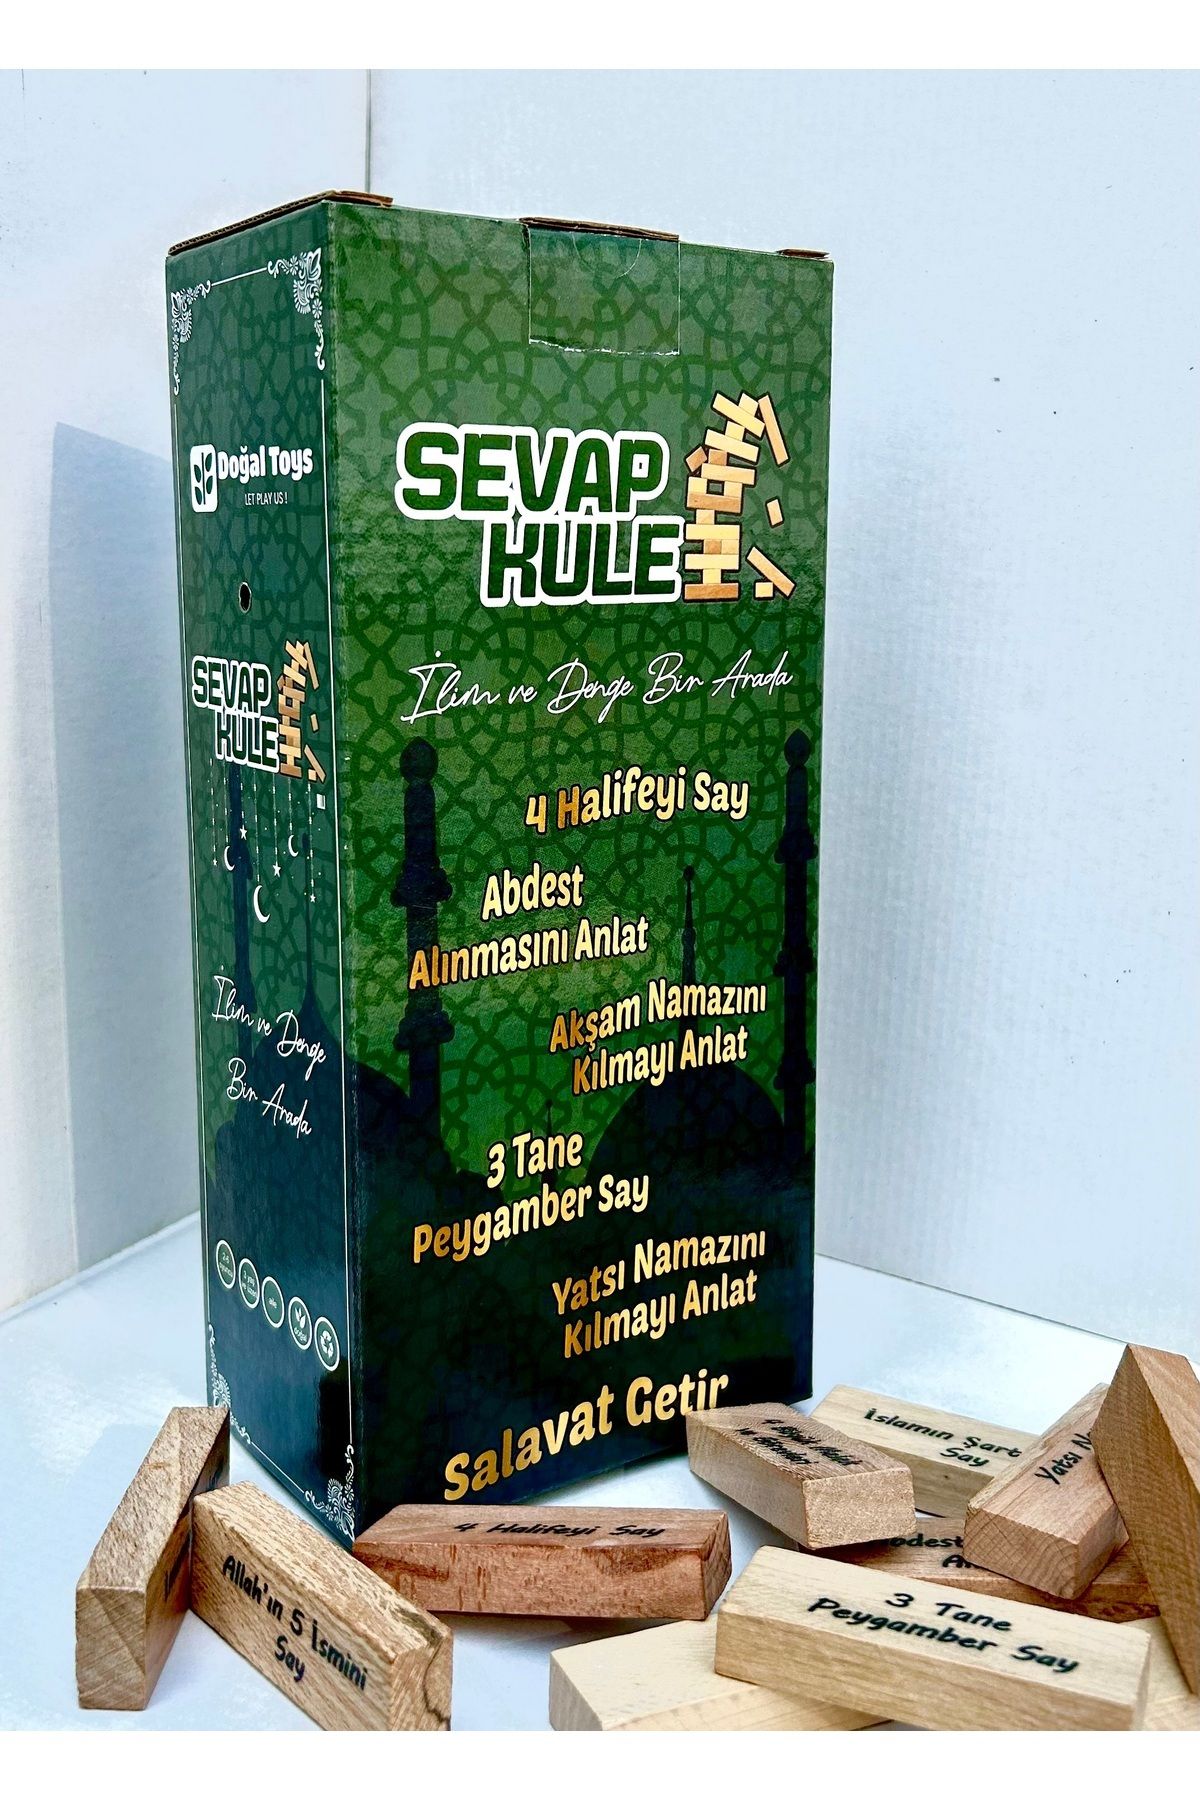 Doğal Toys
LET PLAY US !
SEVAP
KULE
İlim ve Denge
Bir Arada
doğal
SEVAP
KULE
İlim ve Denge Bir Arada
4 Halifeyi Say
Abdest
Alınmasını Anlat
Akşam Namazını
Kılmayı Anlat
3 Tane
Peygamber Say
Yatsı Namazını
Kılmayı Anlat
Salavat Getir
Allah'ın 5 İsmini
Say
4 Halifeyi Say
İslamın Şart
Say
Yatsı
3 Tane
Peygamber Say